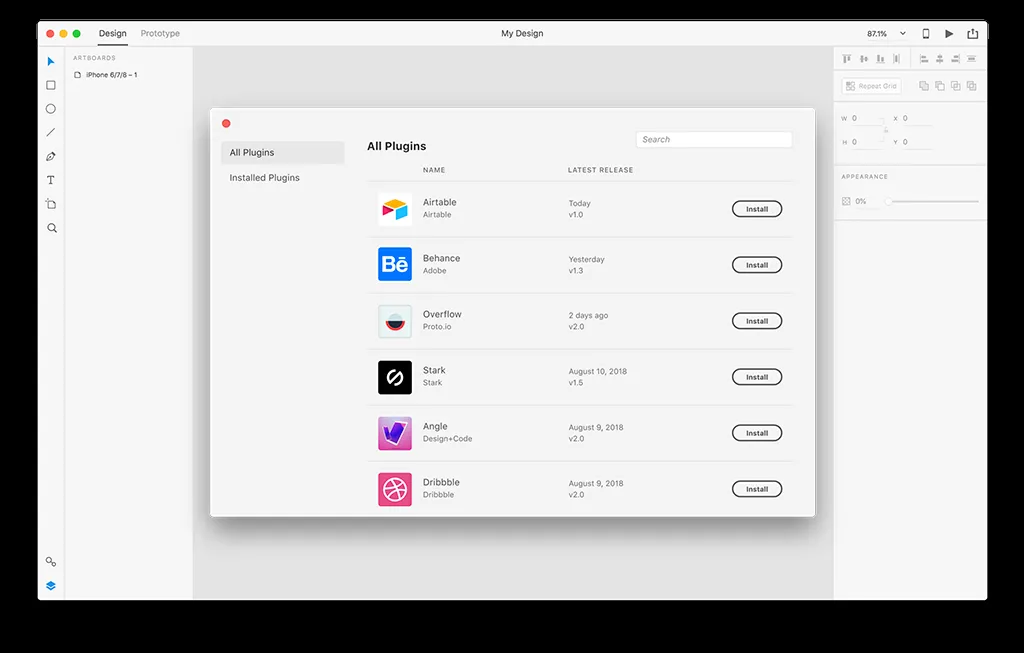 Design Prototype My Design 87.1%
ARTBOARDS
iPhone 6/7/8 – 1
Repeat Grid
W 0 X 0
H 0 Y 0
APPEARANCE
0%
All Plugins
Installed Plugins
All Plugins
Search
NAME LATEST RELEASE
Airtable
Airtable
Today
v1.0
Install
Bē
Behance
Adobe
Yesterday
v1.3
Install
Overflow
Proto.io
2 days ago
v2.0
Install
Stark
Stark
August 10, 2018
v1.5
Install
Angle
Design+Code
August 9, 2018
v2.0
Install
Dribbble
Dribbble
August 9, 2018
v2.0
Install